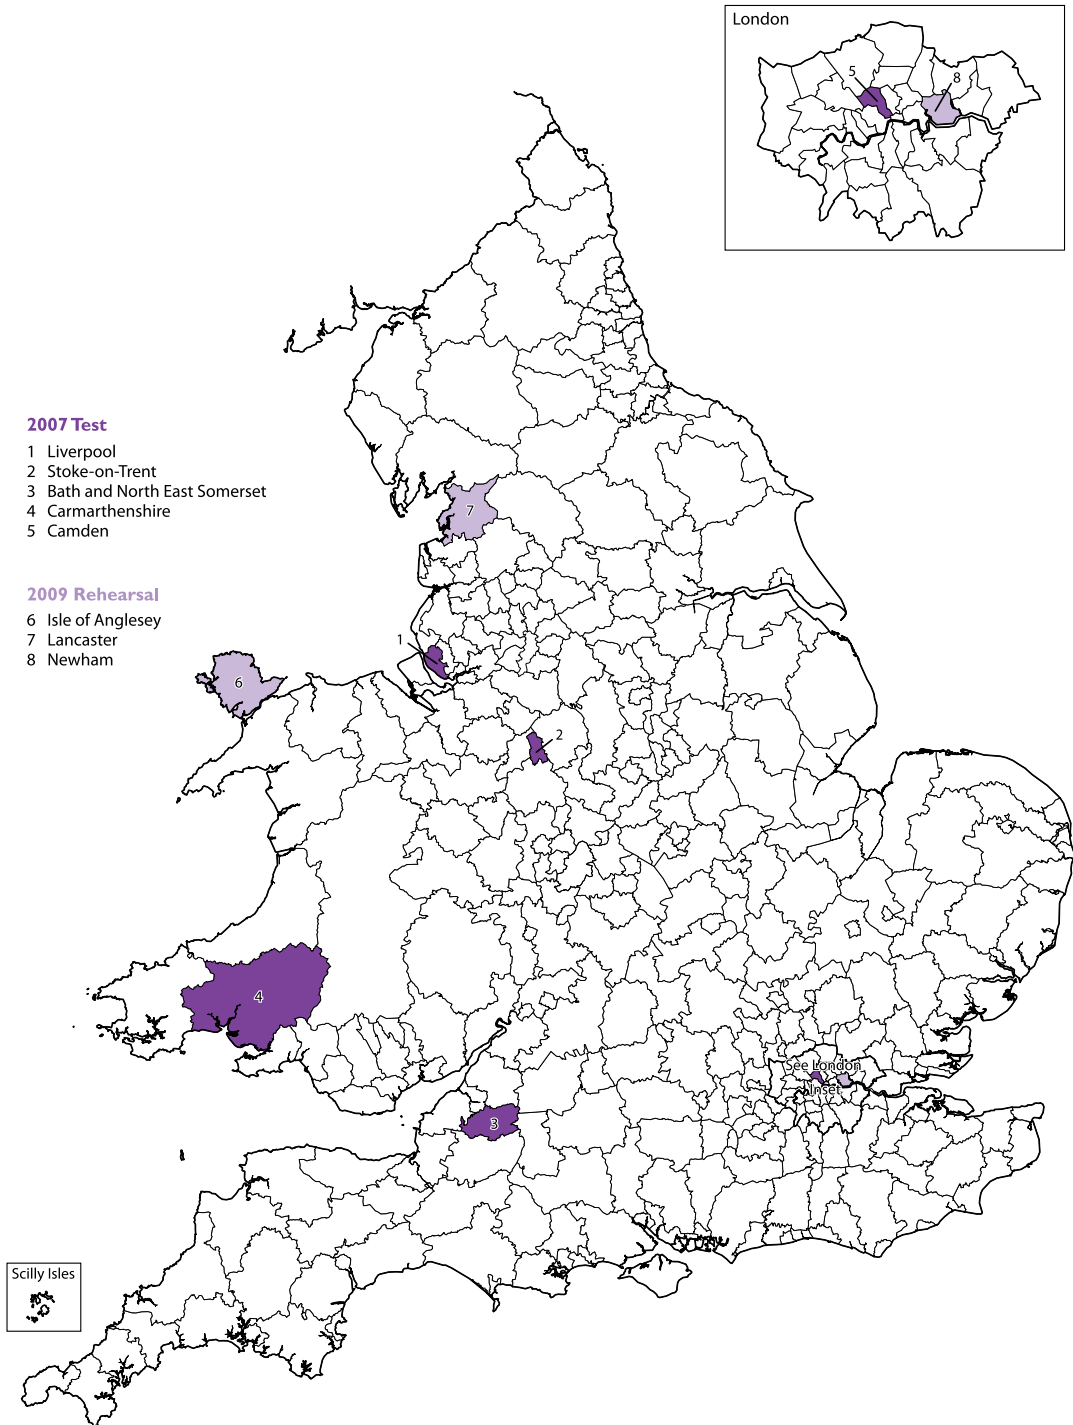 London
5
8
2007 Test
1 Liverpool
2 Stoke-on-Trent
3 Bath and North East Somerset
4 Carmarthenshire
5 Camden
7
2009 Rehearsal
6 Isle of Anglesey
7 Lancaster
8 Newham
1
6
2
4
See London
Inset
3
Scilly Isles